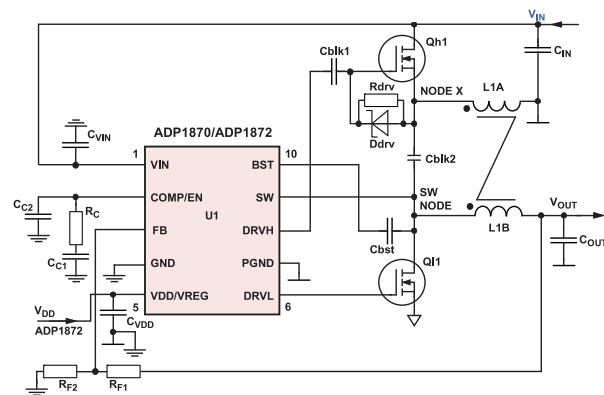 VIN
Cblk1
Qh1
CIN
Rdrv
NODE X
L1A
CVIN
ADP1870/ADP1872
Ddrv
1
VIN
BST
10
Cblk2
CC2
COMP/EN
SW
SW
NODE
VOUT
RC
U1
FB
DRVH
Cbst
L1B
COUT
CC1
GND
PGND
Ql1
VDD
ADP1872
VDD/VREG
DRVL
5
6
CVDD
RF2
RF1